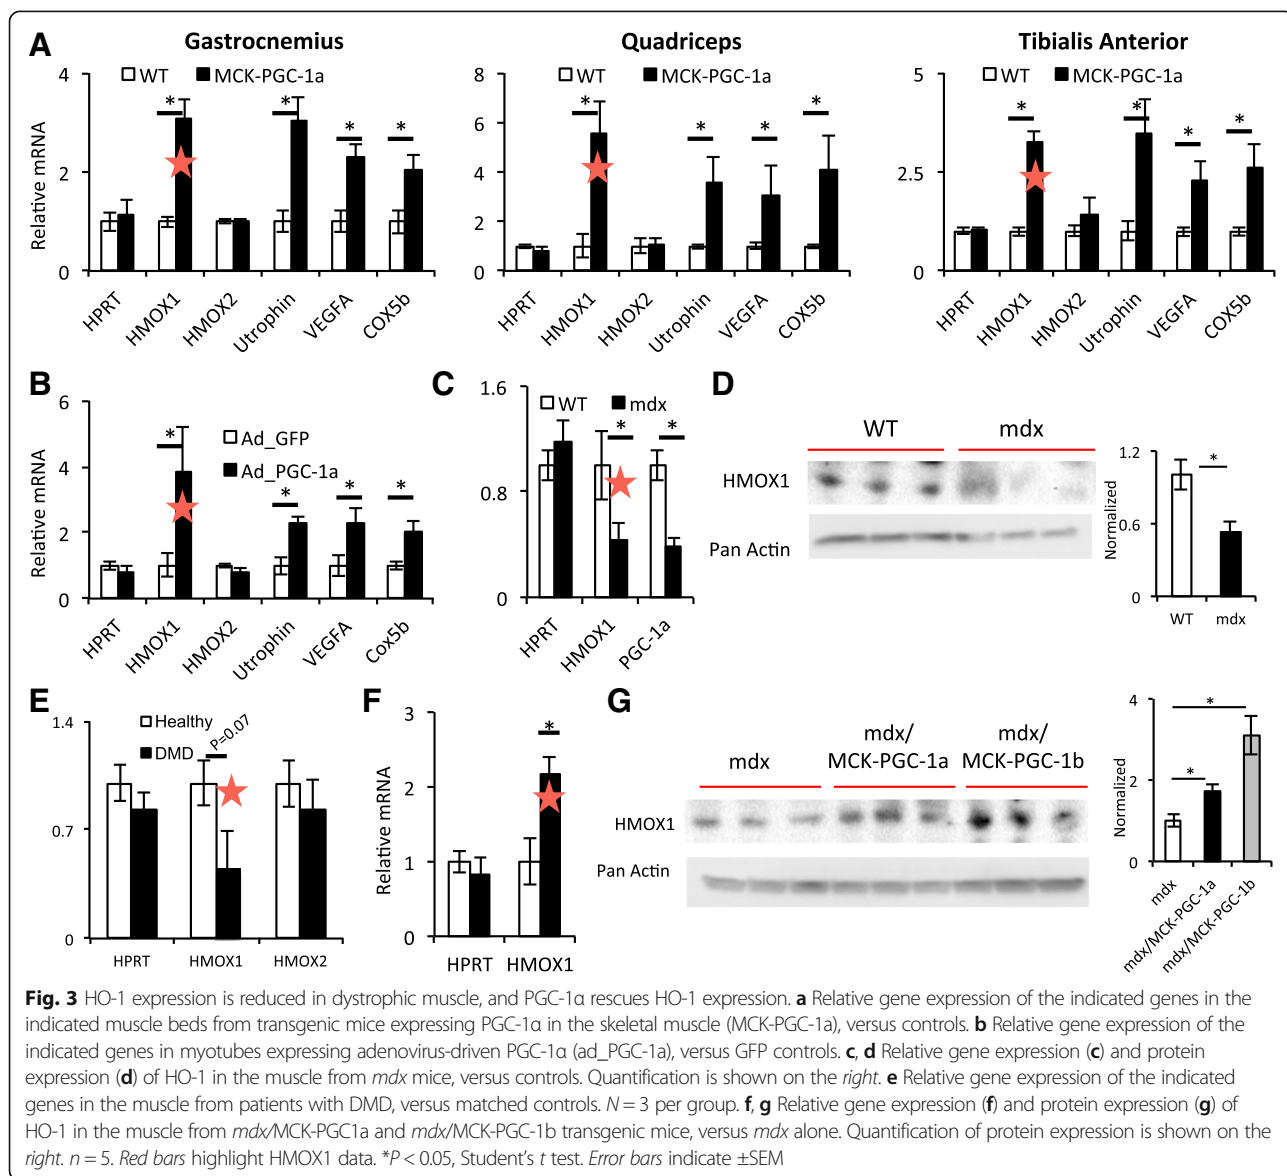 A
Gastrocnemius
Quadriceps
Tibialis Anterior
WT MCK-PGC-1a
WT MCK-PGC-1a
WT MCK-PGC-1a
Relative mRNA
4
2
0
* * * *
HPRT HMOX1 HMOX2 Utrophin VEGFA COX5b
8
6
4
2
0
* * * *
HPRT HMOX1 HMOX2 Utrophin VEGFA COX5b
5
2.5
0
* * * *
HPRT HMOX1 HMOX2 Utrophin VEGFA COX5b
B
Relative mRNA
6
4
2
0
Ad_GFP
Ad_PGC-1a
* * * *
HPRT HMOX1 HMOX2 Utrophin VEGFA Cox5b
C
1.6
0.8
0
WT mdx
* *
HPRT HMOX1 PGC-1a
D
WT mdx
HMOX1
Pan Actin
Normalized
1.2
0.6
0
*
WT mdx
E
1.4
0.7
0
Healthy
DMD
P=0.07
HPRT HMOX1 HMOX2
F
Relative mRNA
3
2
1
0
*
HPRT HMOX1
G
mdx
mdx/
MCK-PGC-1a
mdx/
MCK-PGC-1b
HMOX1
Pan Actin
Normalized
4
2
0
*
*
mdx
mdx/MCK-PGC-1a
mdx/MCK-PGC-1b
Fig. 3 HO-1 expression is reduced in dystrophic muscle, and PGC-1α rescues HO-1 expression. a Relative gene expression of the indicated genes in the
indicated muscle beds from transgenic mice expressing PGC-1α in the skeletal muscle (MCK-PGC-1a), versus controls. b Relative gene expression of the
indicated genes in myotubes expressing adenovirus-driven PGC-1α (ad_PGC-1a), versus GFP controls. c, d Relative gene expression (c) and protein
expression (d) of HO-1 in the muscle from mdx mice, versus controls. Quantification is shown on the right. e Relative gene expression of the indicated
genes in the muscle from patients with DMD, versus matched controls. N = 3 per group. f, g Relative gene expression (f) and protein expression (g) of
HO-1 in the muscle from mdx/MCK-PGC1a and mdx/MCK-PGC-1b transgenic mice, versus mdx alone. Quantification of protein expression is shown on the
right. n = 5. Red bars highlight HMOX1 data. *P < 0.05, Student's t test. Error bars indicate ±SEM